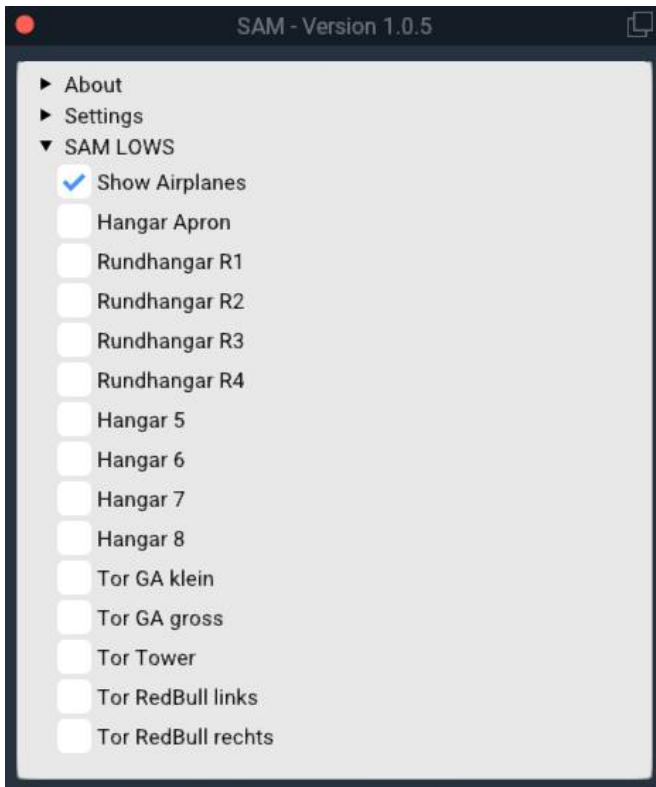 SAM - Version 1.0.5
About
Settings
SAM LOWS
Show Airplanes
Hangar Apron
Rundhangar R1
Rundhangar R2
Rundhangar R3
Rundhangar R4
Hangar 5
Hangar 6
Hangar 7
Hangar 8
Tor GA klein
Tor GA gross
Tor Tower
Tor RedBull links
Tor RedBull rechts